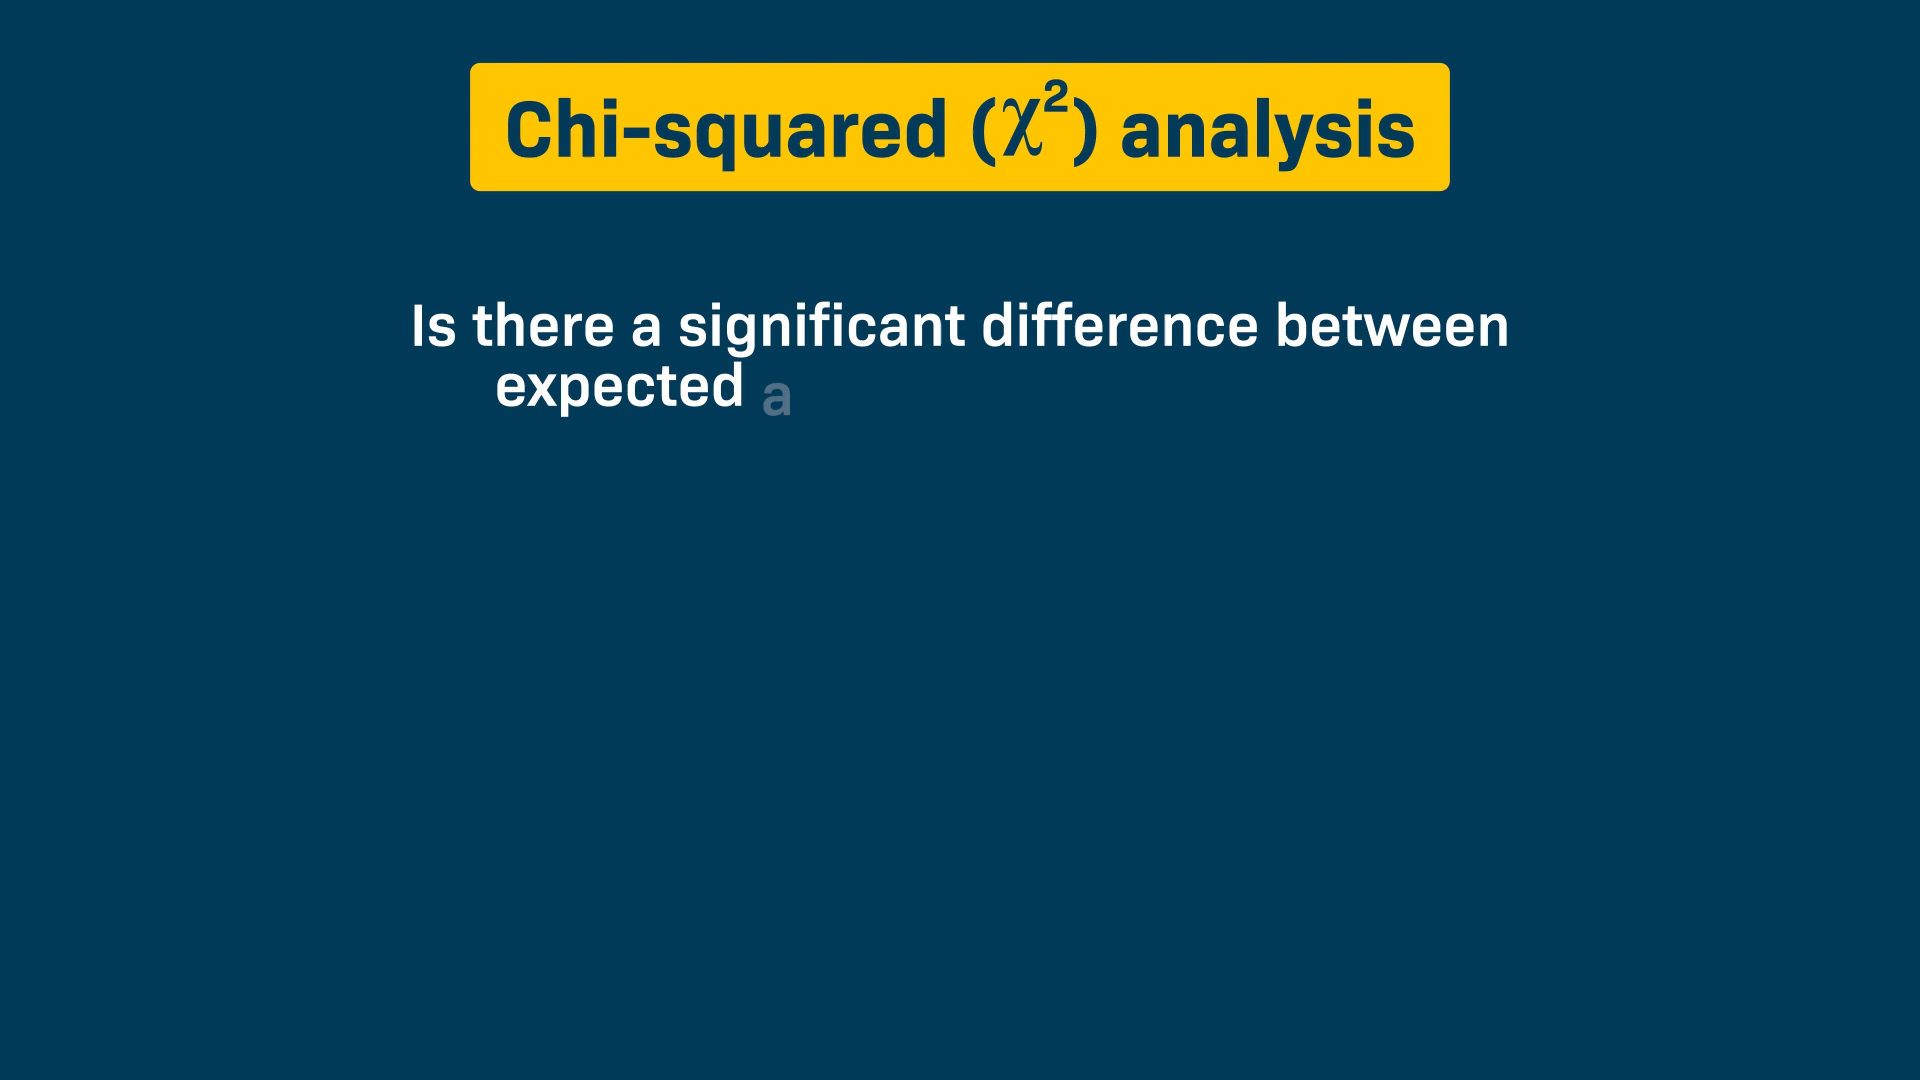 Chi-squared (χ²) analysis
Is there a significant difference between
expected a